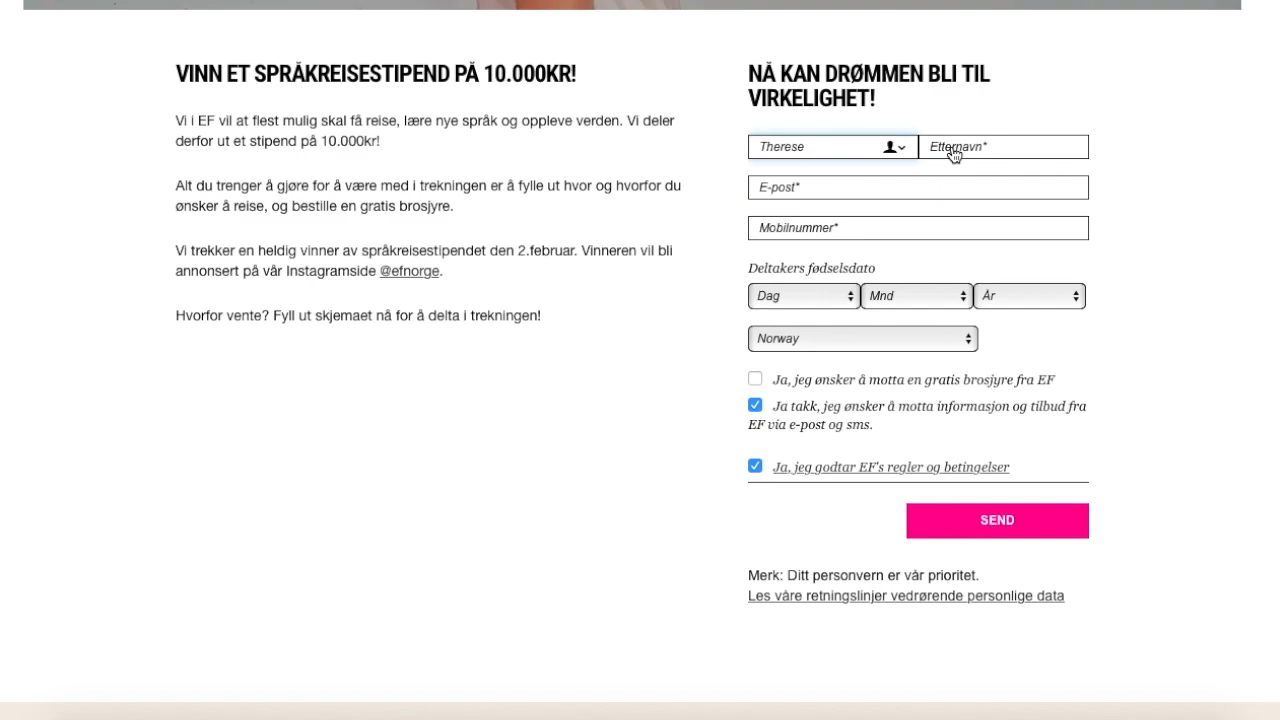 VINN ET SPRÅKREISESTIPEND PÅ 10.000KR!
Vi i EF vil at flest mulig skal få reise, lære nye språk og oppleve verden. Vi deler
derfor ut et stipend på 10.000kr!
Alt du trenger å gjøre for å være med i trekningen er å fylle ut hvor og hvorfor du
ønsker å reise, og bestille en gratis brosjyre.
Vi trekker en heldig vinner av språkreisestipendet den 2.februar. Vinneren vil bli
annonsert på vår Instagramside @efnorge.
Hvorfor vente? Fyll ut skjemaet nå for å delta i trekningen!
NÅ KAN DRØMMEN BLI TIL
VIRKELIGHET!
Therese Etternavn*
E-post*
Mobilnummer*
Deltakers fødselsdato
Dag Mnd År
Norway
Ja, jeg ønsker å motta en gratis brosjyre fra EF
Ja takk, jeg ønsker å motta informasjon og tilbud fra
EF via e-post og sms.
Ja, jeg godtar EF's regler og betingelser
SEND
Merk: Ditt personvern er vår prioritet.
Les våre retningslinjer vedrørende personlige data